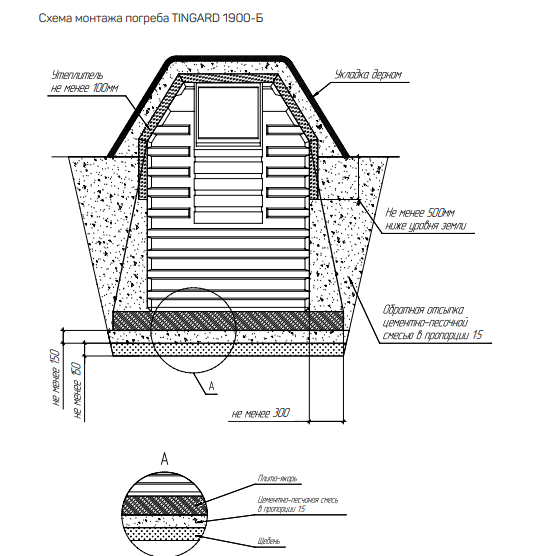 Схема монтажа погреба TINGARD 1900-Б
Утеплитель
не менее 100мм
Укладка дерном
Не менее 500мм
ниже уровня земли
Обратная отсыпка
цементно-песочной
смесью в пропорции 15
не менее 150
не менее 150
А
не менее 300
А
Плита-якорь
Цементно-песчаная смесь
в пропорции 15
Щебень